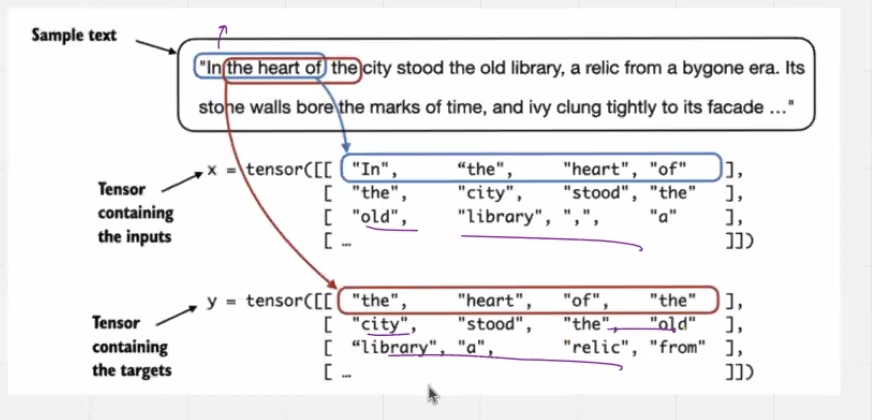 Sample text
"In the heart of the city stood the old library, a relic from a bygone era. Its
stone walls bore the marks of time, and ivy clung tightly to its facade ..."
x = tensor([[ "In", "the", "heart", "of" ],
[ "the", "city", "stood", "the" ],
[ "old", "library", ",", "a" ],
[ … ]])
Tensor
containing
the inputs
y = tensor([[ "the", "heart", "of", "the" ],
[ "city", "stood", "the", "old" ],
[ “library", "a", "relic", "from" ],
[ … ]])
Tensor
containing
the targets